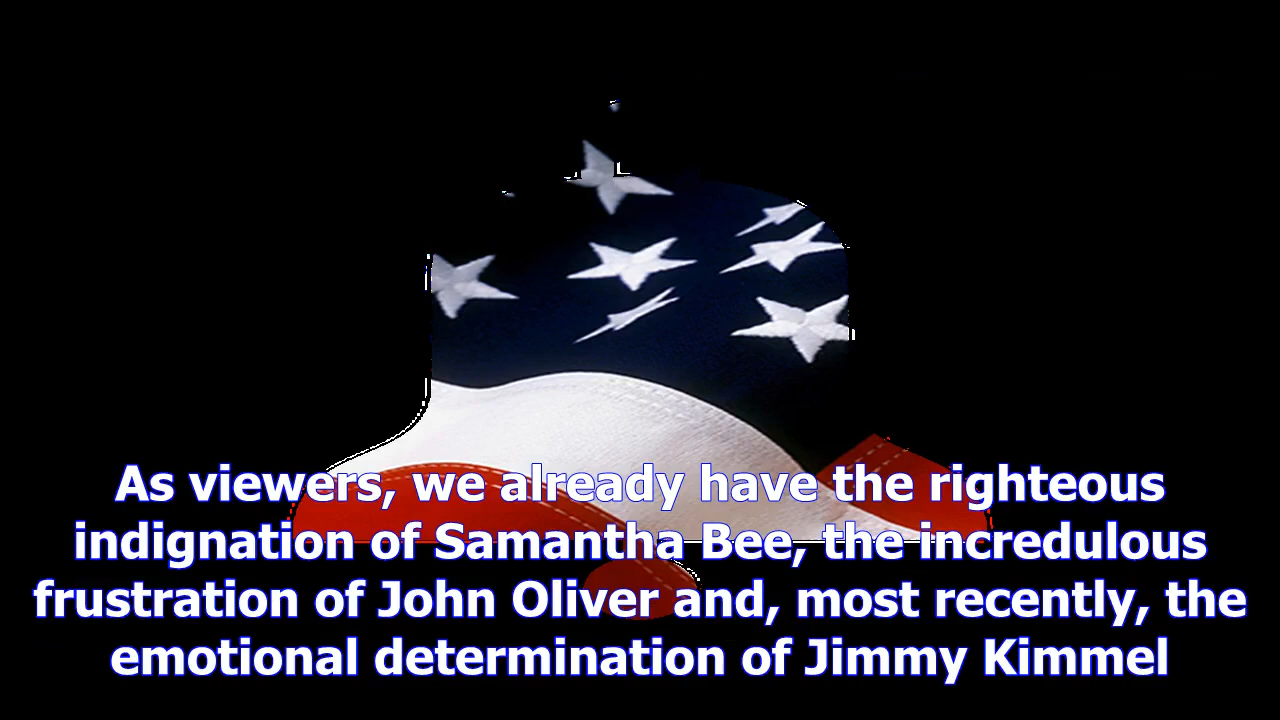 As viewers, we already have the righteous
indignation of Samantha Bee, the incredulous
frustration of John Oliver and, most recently, the
emotional determination of Jimmy Kimmel